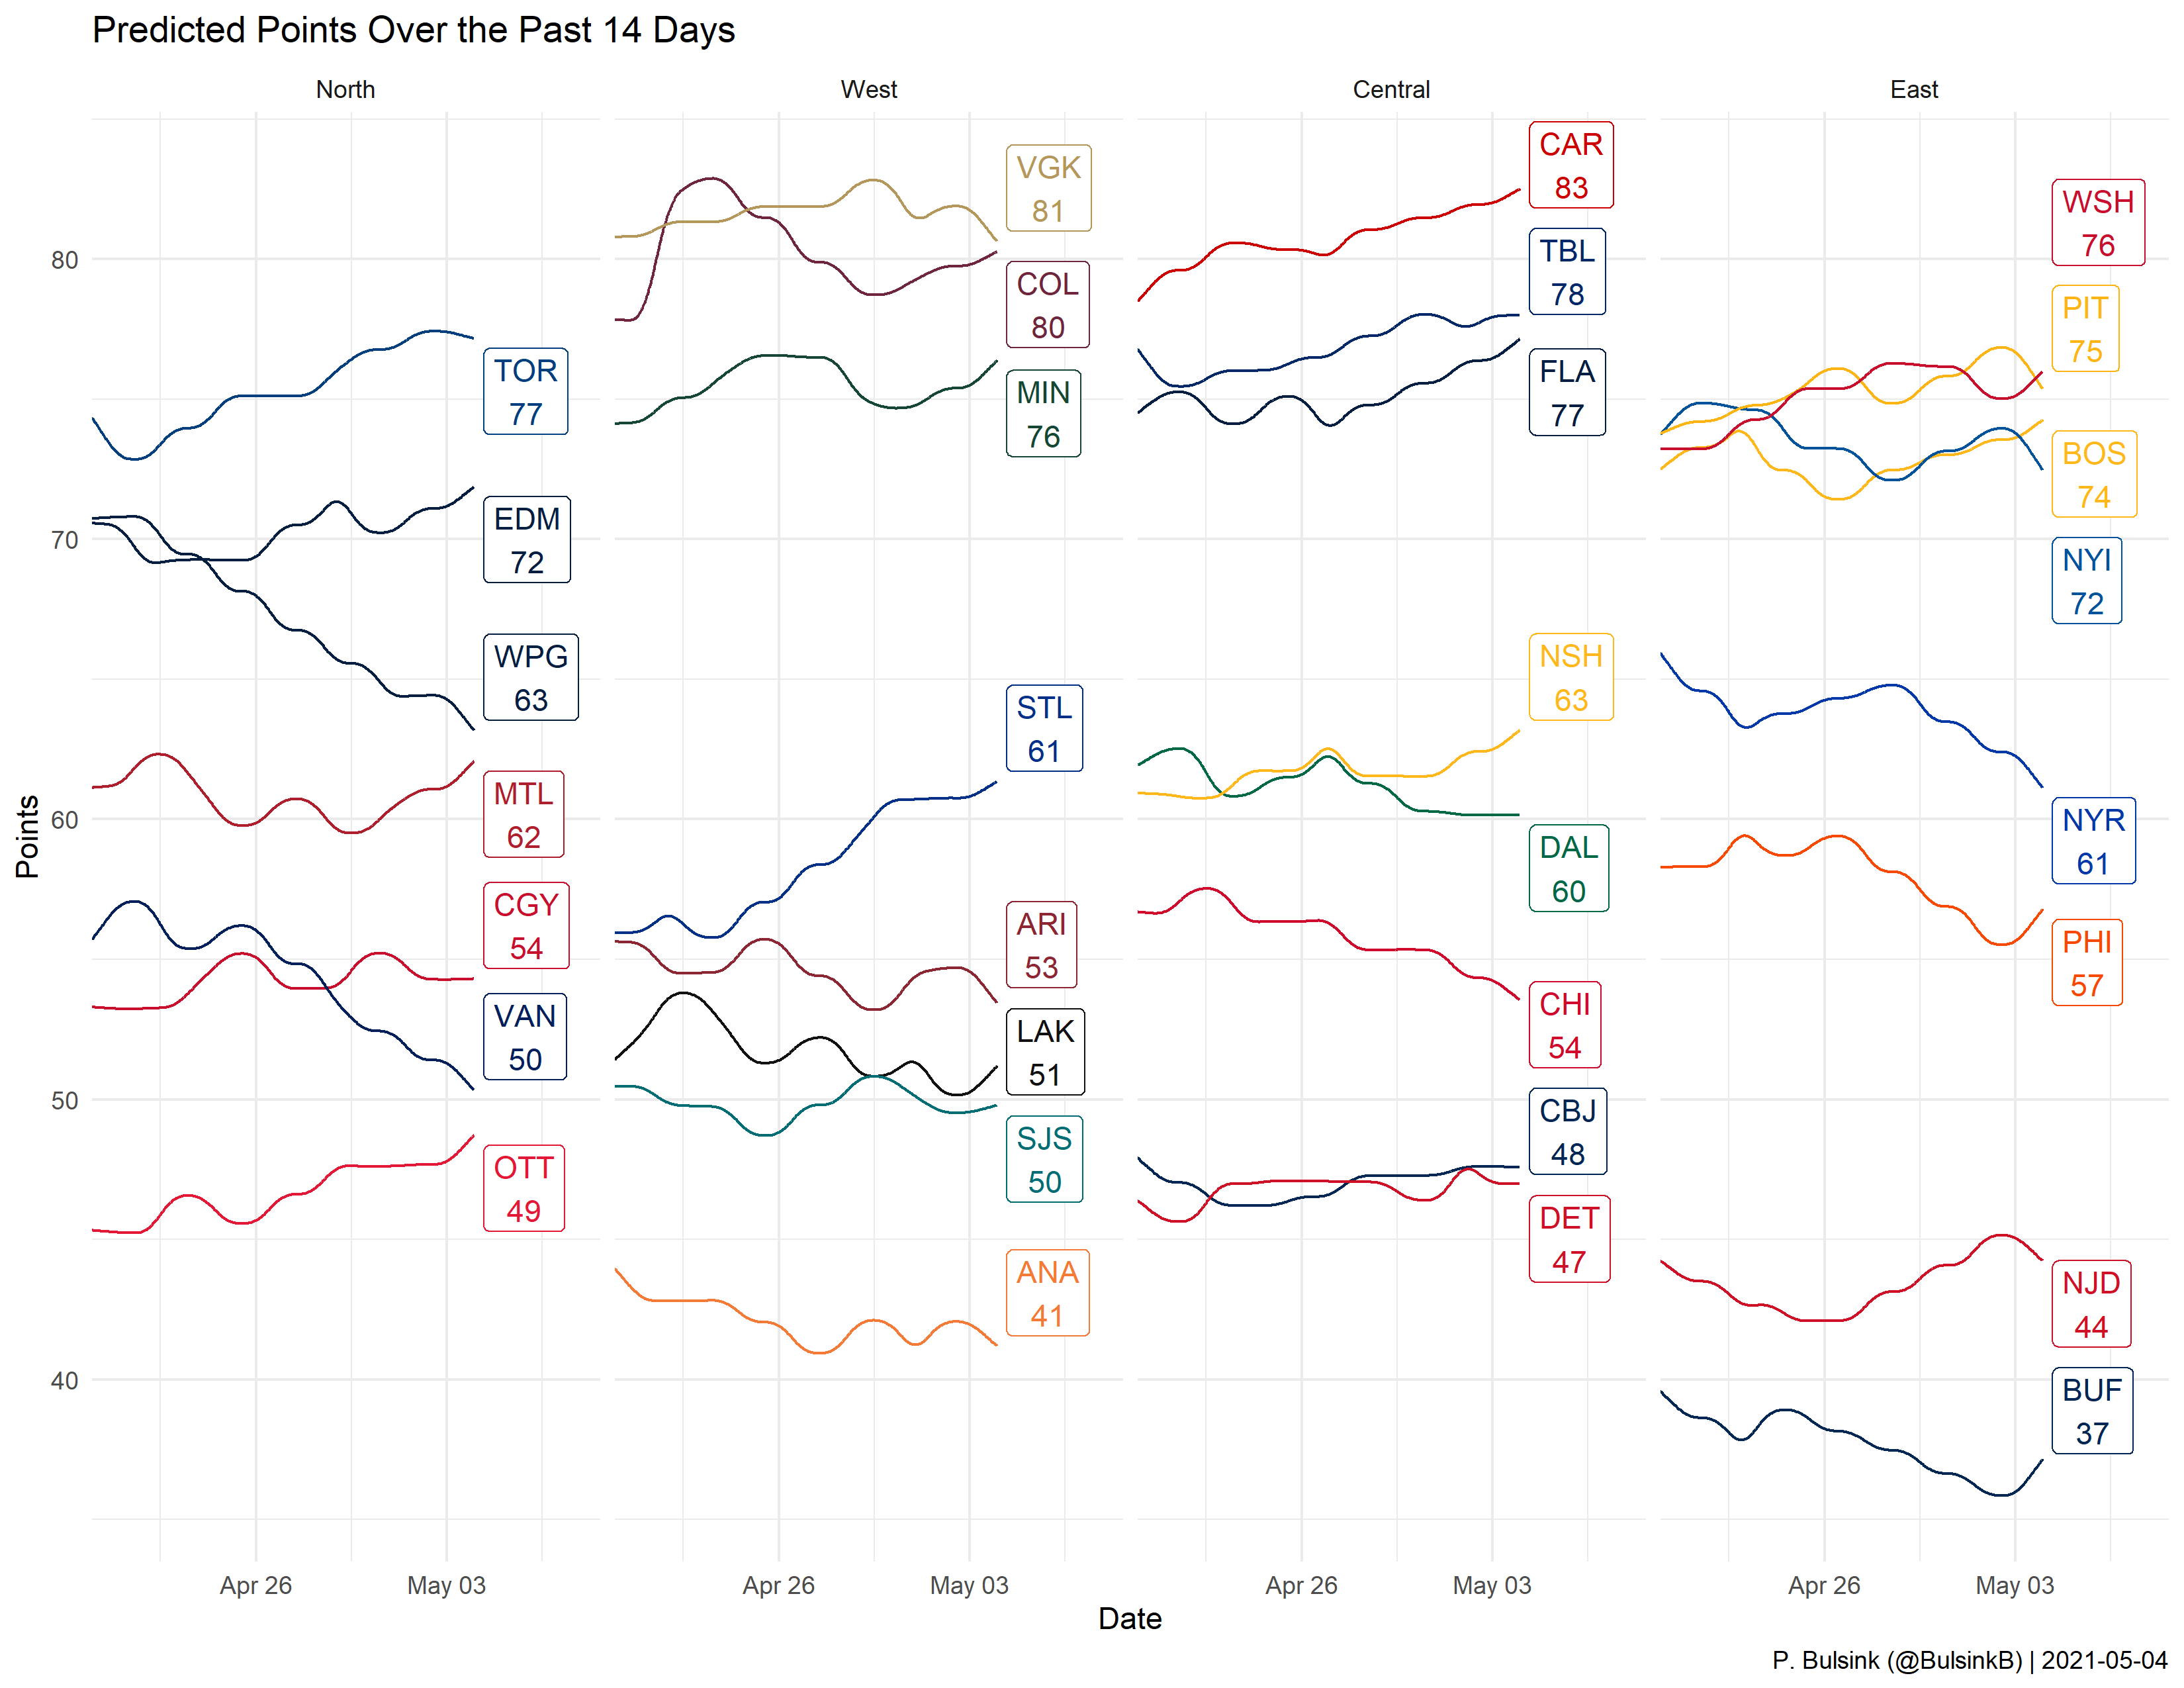 Predicted Points Over the Past 14 Days
North
West
Central
East
Points
80
70
60
50
40
TOR
77
EDM
72
WPG
63
MTL
62
CGY
54
VAN
50
OTT
49
VGK
81
COL
80
MIN
76
STL
61
ARI
53
LAK
51
SJS
50
ANA
41
CAR
83
TBL
78
FLA
77
NSH
63
DAL
60
CHI
54
CBJ
48
DET
47
WSH
76
PIT
75
BOS
74
NYI
72
NYR
61
PHI
57
NJD
44
BUF
37
Apr 26
May 03
Apr 26
May 03
Apr 26
May 03
Apr 26
May 03
Date
P. Bulsink (@BulsinkB) | 2021-05-04